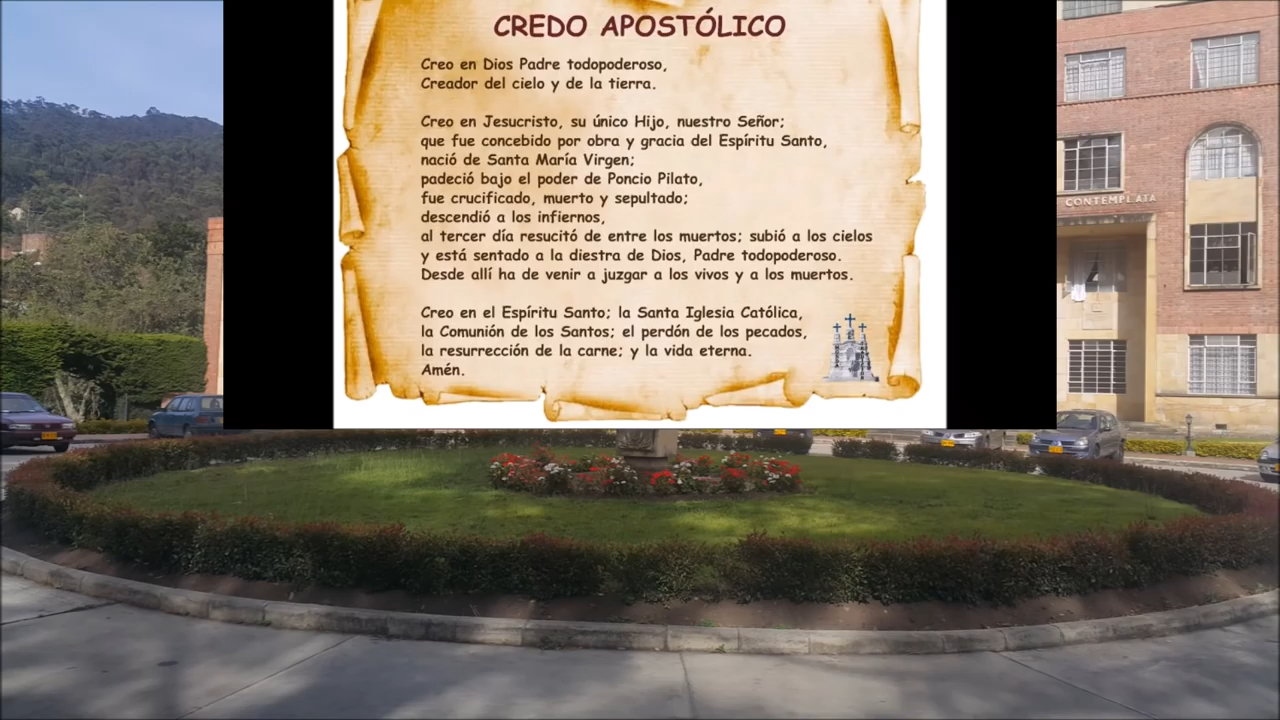 CREDO APOSTÓLICO
Creo en Dios Padre todopoderoso,
Creador del cielo y de la tierra.
Creo en Jesucristo, su único Hijo, nuestro Señor;
que fue concebido por obra y gracia del Espíritu Santo,
nació de Santa María Virgen;
padeció bajo el poder de Poncio Pilato,
fue crucificado, muerto y sepultado;
descendió a los infiernos,
al tercer día resucitó de entre los muertos; subió a los cielos
y está sentado a la diestra de Dios, Padre todopoderoso.
Desde allí ha de venir a juzgar a los vivos y a los muertos.
Creo en el Espíritu Santo; la Santa Iglesia Católica,
la Comunión de los Santos; el perdón de los pecados,
la resurrección de la carne; y la vida eterna.
Amén.
CONTEMPLATA